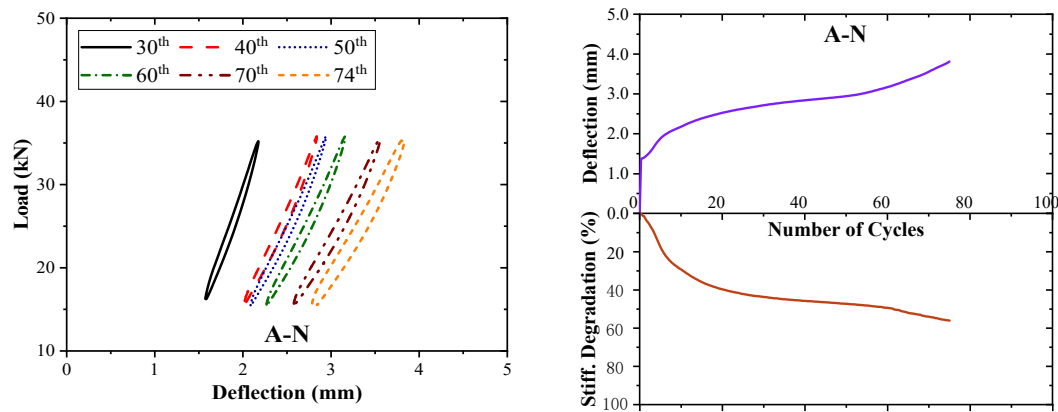 50
40
30
20
10
Load (kN)
30th 40th 50th
60th 70th 74th
A-N
0 1 2 3 4 5
Deflection (mm)
5.0
4.0
3.0
2.0
1.0
0.0
Deflection (mm)
A-N
0 20 40 60 80 100
Number of Cycles
20
40
60
80
100
Stiff. Degradation (%)